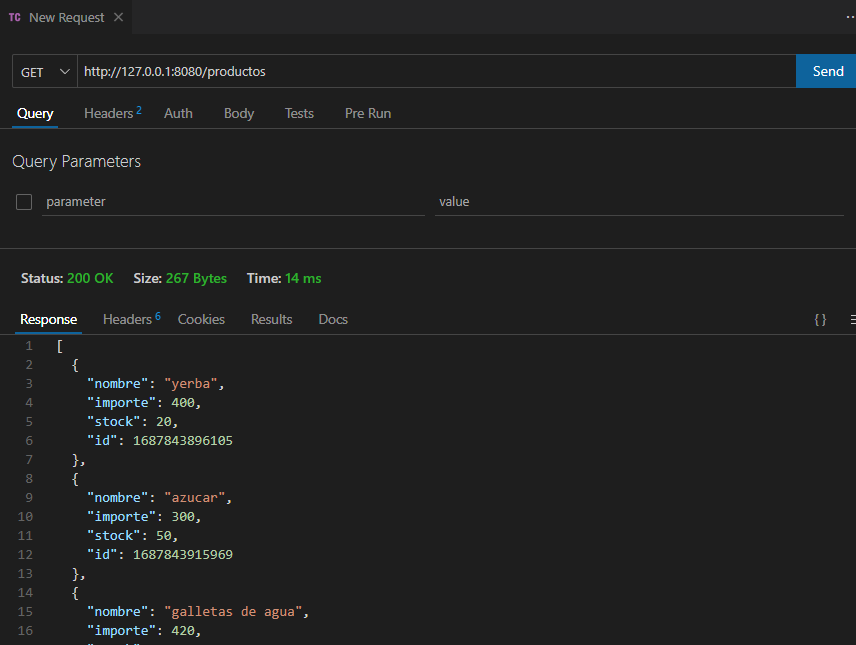 TC New Request
GET http://127.0.0.1:8080/productos Send
Query Headers 2 Auth Body Tests Pre Run
Query Parameters
parameter value
Status: 200 OK Size: 267 Bytes Time: 14 ms
Response Headers 6 Cookies Results Docs { }
1 [
2 {
3 "nombre": "yerba",
4 "importe": 400,
5 "stock": 20,
6 "id": 1687843896105
7 },
8 {
9 "nombre": "azucar",
10 "importe": 300,
11 "stock": 50,
12 "id": 1687843915969
13 },
14 {
15 "nombre": "galletas de agua",
16 "importe": 420,